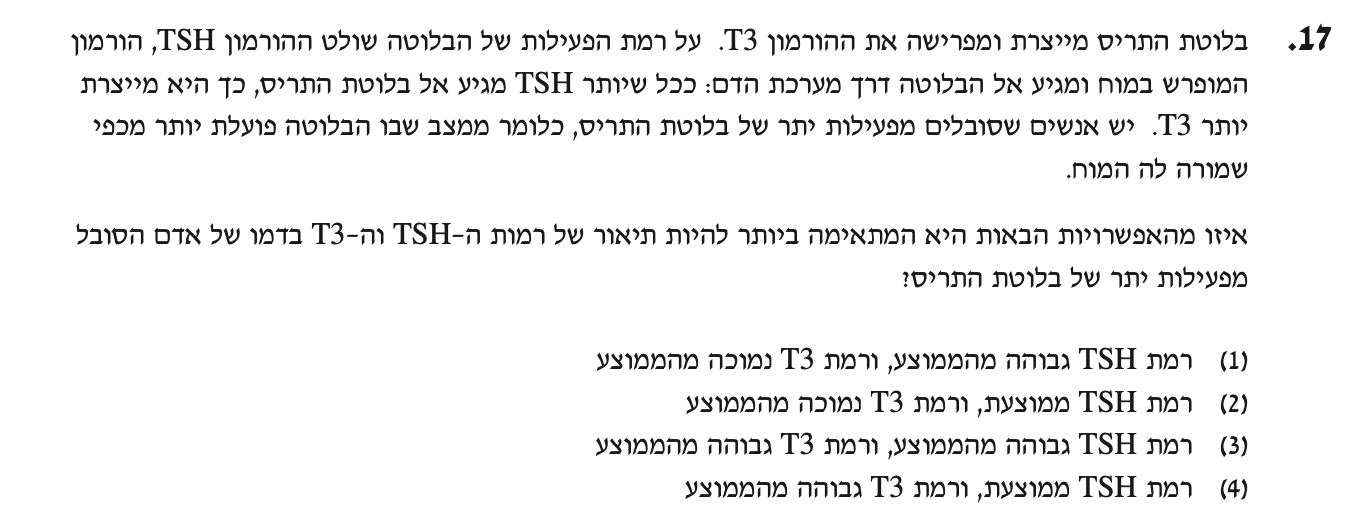 17. בלוטת התריס מייצרת ומפרישה את ההורמון T3. על רמת הפעילות של הבלוטה שולט ההורמון TSH, הורמון
המופרש במוח ומגיע אל הבלוטה דרך מערכת הדם: ככל שיותר TSH מגיע אל בלוטת התריס, כך היא מייצרת
יותר T3. יש אנשים שסובלים מפעילות יתר של בלוטת התריס, כלומר ממצב שבו הבלוטה פועלת יותר מכפי
שמורה לה המוח.
איזו מהאפשרויות הבאות היא המתאימה ביותר להיות תיאור של רמות ה-TSH וה-T3 בדמו של אדם הסובל
מפעילות יתר של בלוטת התריס?
(1) רמת TSH גבוהה מהממוצע, ורמת T3 נמוכה מהממוצע
(2) רמת TSH ממוצעת, ורמת T3 נמוכה מהממוצע
(3) רמת TSH גבוהה מהממוצע, ורמת T3 גבוהה מהממוצע
(4) רמת TSH ממוצעת, ורמת T3 גבוהה מהממוצע